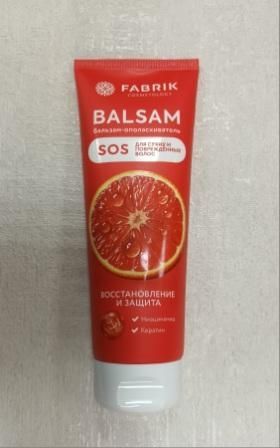 FABRIK
COSMETOLOGY
BALSAM
бальзам-ополаскиватель
SOS
ДЛЯ СУХИХ И
ПОВРЕЖДЁННЫХ
ВОЛОС
ВОССТАНОВЛЕНИЕ
И ЗАЩИТА
Ниацинамид
Кератин